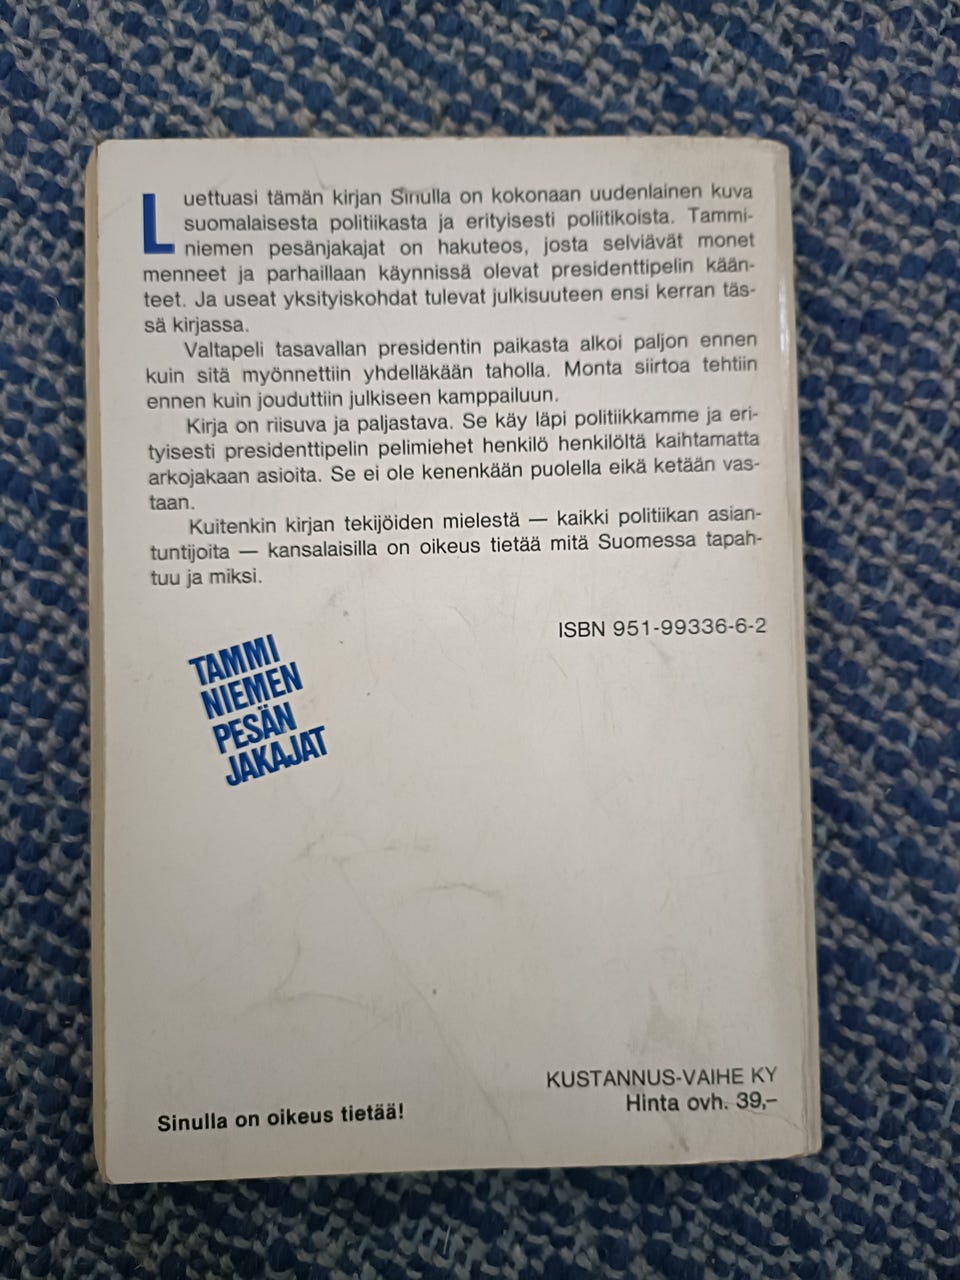 Luettuasi tämän kirjan Sinulla on kokonaan uudenlainen kuva
suomalaisesta politiikasta ja erityisesti poliitikoista. Tammi-
niemen pesänjakajat on hakuteos, josta selviävät monet
menneet ja parhaillaan käynnissä olevat presidenttipelin kään-
teet. Ja useat yksityiskohdat tulevat julkisuuteen ensi kerran täs-
sä kirjassa.
Valtapeli tasavallan presidentin paikasta alkoi paljon ennen
kuin sitä myönnettiin yhdelläkään taholla. Monta siirtoa tehtiin
ennen kuin jouduttiin julkiseen kamppailuun.
Kirja on riisuva ja paljastava. Se käy läpi politiikkamme ja eri-
tyisesti presidenttipelin pelimiehet henkilö henkilöltä kaihtamatta
arkojakaan asioita. Se ei ole kenenkään puolella eikä ketään vas-
taan.
Kuitenkin kirjan tekijöiden mielestä — kaikki politiikan asian-
tuntijoita — kansalaisilla on oikeus tietää mitä Suomessa tapah-
tuu ja miksi.
ISBN 951-99336-6-2
TAMMI
NIEMEN
PESÄN
JAKAJAT
KUSTANNUS-VAIHE KY
Hinta ovh. 39,–
Sinulla on oikeus tietää!